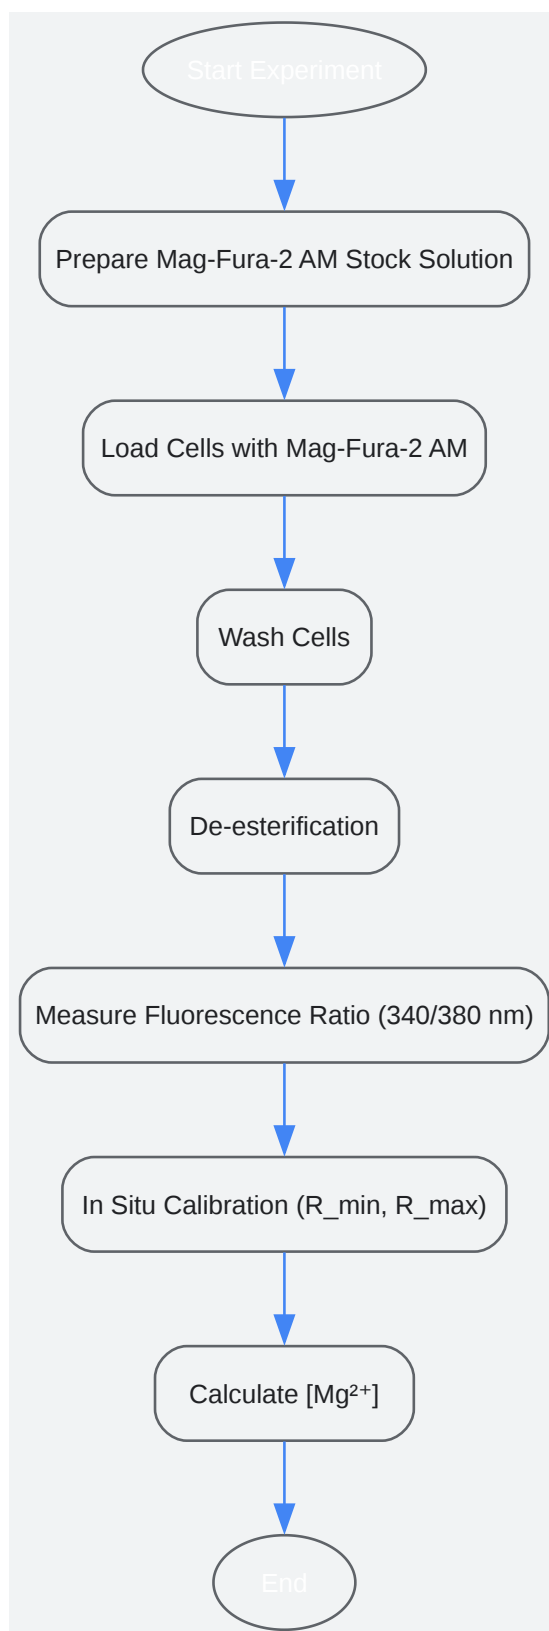 Start Experiment
Prepare Mag-Fura-2 AM Stock Solution
Load Cells with Mag-Fura-2 AM
Wash Cells
De-esterification
Measure Fluorescence Ratio (340/380 nm)
In Situ Calibration (R_min, R_max)
Calculate [Mg²⁺]
End